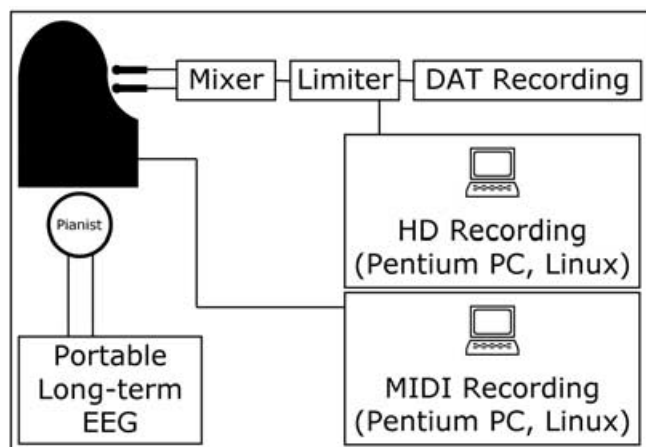 Mixer
Limiter
DAT Recording
Pianist
HD Recording
(Pentium PC, Linux)
Portable
Long-term
EEG
MIDI Recording
(Pentium PC, Linux)